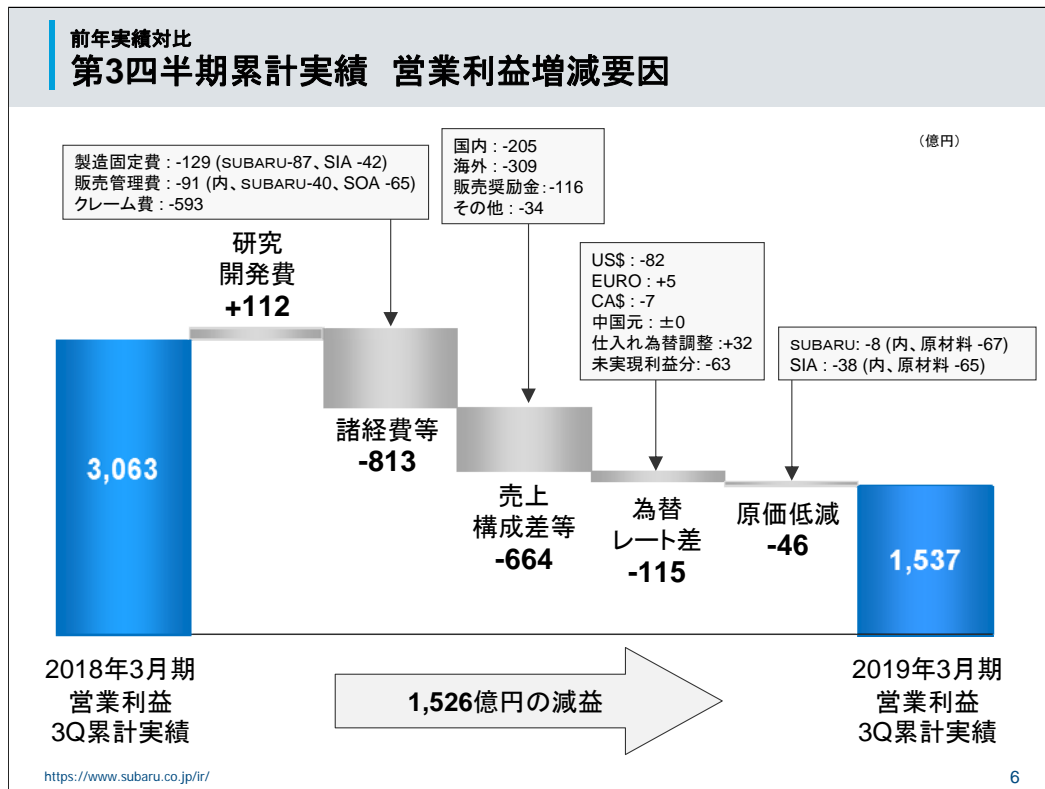 前年実績対比
第3四半期累計実績 営業利益増減要因
（億円）
製造固定費 : -129 (SUBARU-87、SIA -42)
販売管理費 : -91 (内、SUBARU-40、SOA -65)
クレーム費 : -593
国内 : -205
海外 : -309
販売奨励金 : -116
その他 : -34
US$ : -82
EURO : +5
CA$ : -7
中国元 : ±0
仕入れ為替調整 :+32
未実現利益分: -63
SUBARU: -8 (内、原材料 -67)
SIA : -38 (内、原材料 -65)
研究
開発費
+112
諸経費等
-813
売上
構成差等
-664
為替
レート差
-115
原価低減
-46
3,063
1,537
2018年3月期
営業利益
3Q累計実績
1,526億円の減益
2019年3月期
営業利益
3Q累計実績
https://www.subaru.co.jp/ir/
6